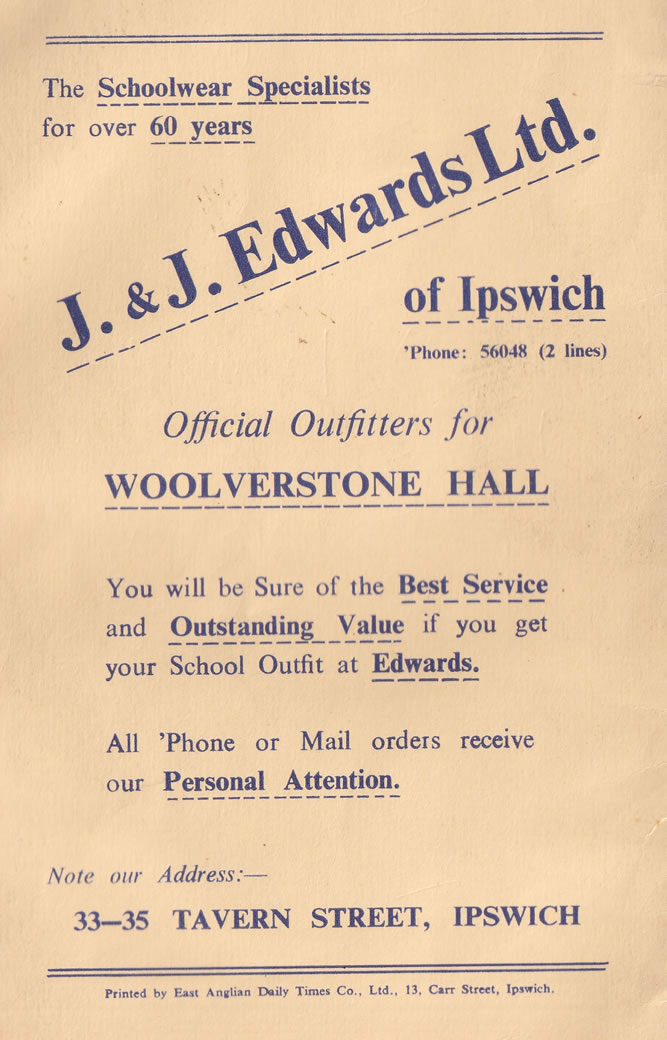 The Schoolwear Specialists
for over 60 years
J. & J. Edwards Ltd.
of Ipswich
'Phone: 56048 (2 lines)
Official Outfitters for
WOOLVERSTONE HALL
You will be Sure of the Best Service
and Outstanding Value if you get
your School Outfit at Edwards.
All 'Phone or Mail orders receive
our Personal Attention.
Note our Address:—
33–35 TAVERN STREET, IPSWICH
Printed by East Anglian Daily Times Co., Ltd., 13, Carr Street, Ipswich.